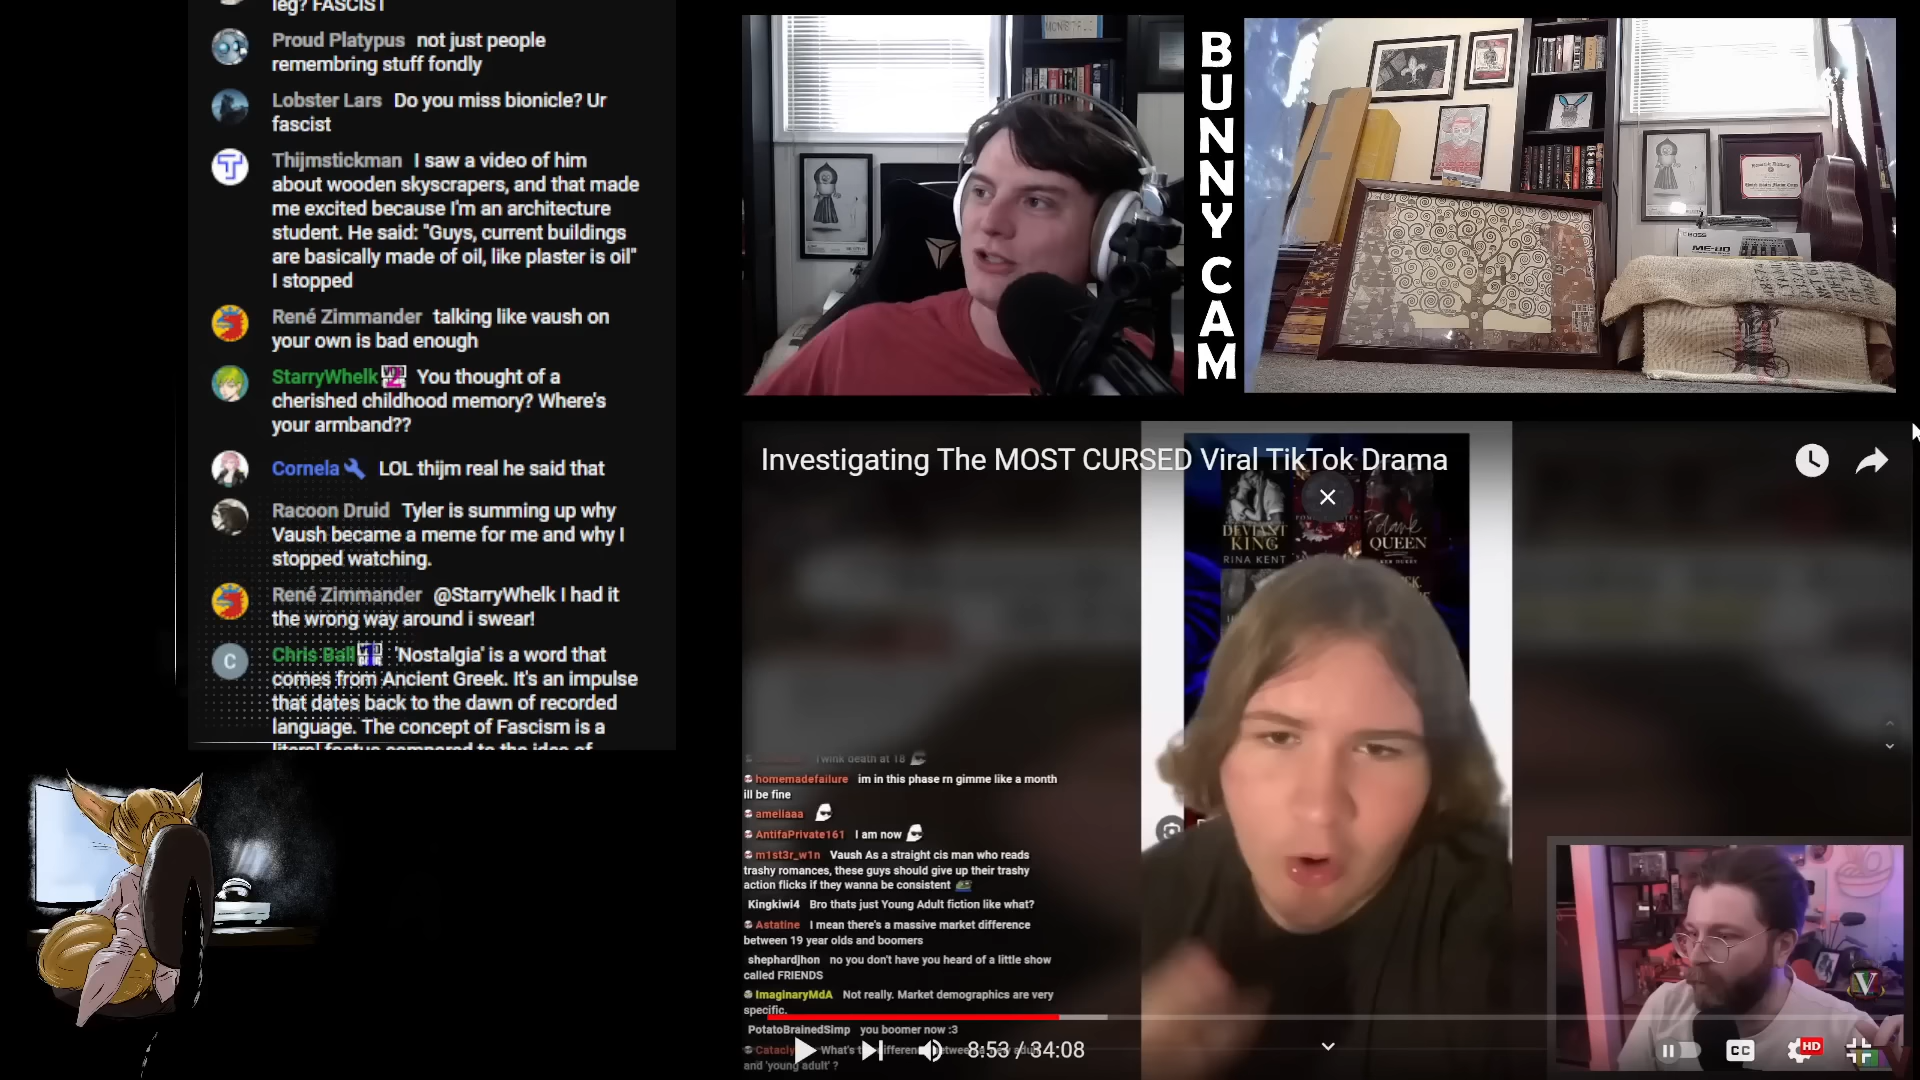 leg? FASCIST
Proud Platypus not just people
remembring stuff fondly
Lobster Lars Do you miss bionicle? Ur
fascist
Thijmstickman I saw a video of him
about wooden skyscrapers, and that made
me excited because I'm an architecture
student. He said: "Guys, current buildings
are basically made of oil, like plaster is oil"
I stopped
René Zimmander talking like vaush on
your own is bad enough
StarryWhelk You thought of a
cherished childhood memory? Where's
your armband??
Cornela LOL thijm real he said that
Racoon Druid Tyler is summing up why
Vaush became a meme for me and why I
stopped watching.
René Zimmander @StarryWhelk I had it
the wrong way around i swear!
C
Chris Ball 'Nostalgia' is a word that
comes from Ancient Greek. It's an impulse
that dates back to the dawn of recorded
language. The concept of Fascism is a
BUNNY CAM
BOSS
ME-80
Investigating The MOST CURSED Viral TikTok Drama
DEVIANT
KING
RINA KENT
dark
QUEEN
death at 18
homemadefailure im in this phase rn gimme like a month
ill be fine
ameliaaa
AntifaPrivate161 I am now
m1st3r_w1n Vaush As a straight cis man who reads
trashy romances, these guys should give up their trashy
action flicks if they wanna be consistent
Kingkiwi4 Bro thats just Young Adult fiction like what?
Astatine I mean there's a massive market difference
between 19 year olds and boomers
shephardjhon no you don't have you heard of a little show
called FRIENDS
ImaginaryMdA Not really. Market demographics are very
specific.
PotatoBrainedSimp you boomer now :3
and 'young adult' ?
8:53 / 34:08
CC
HD
V